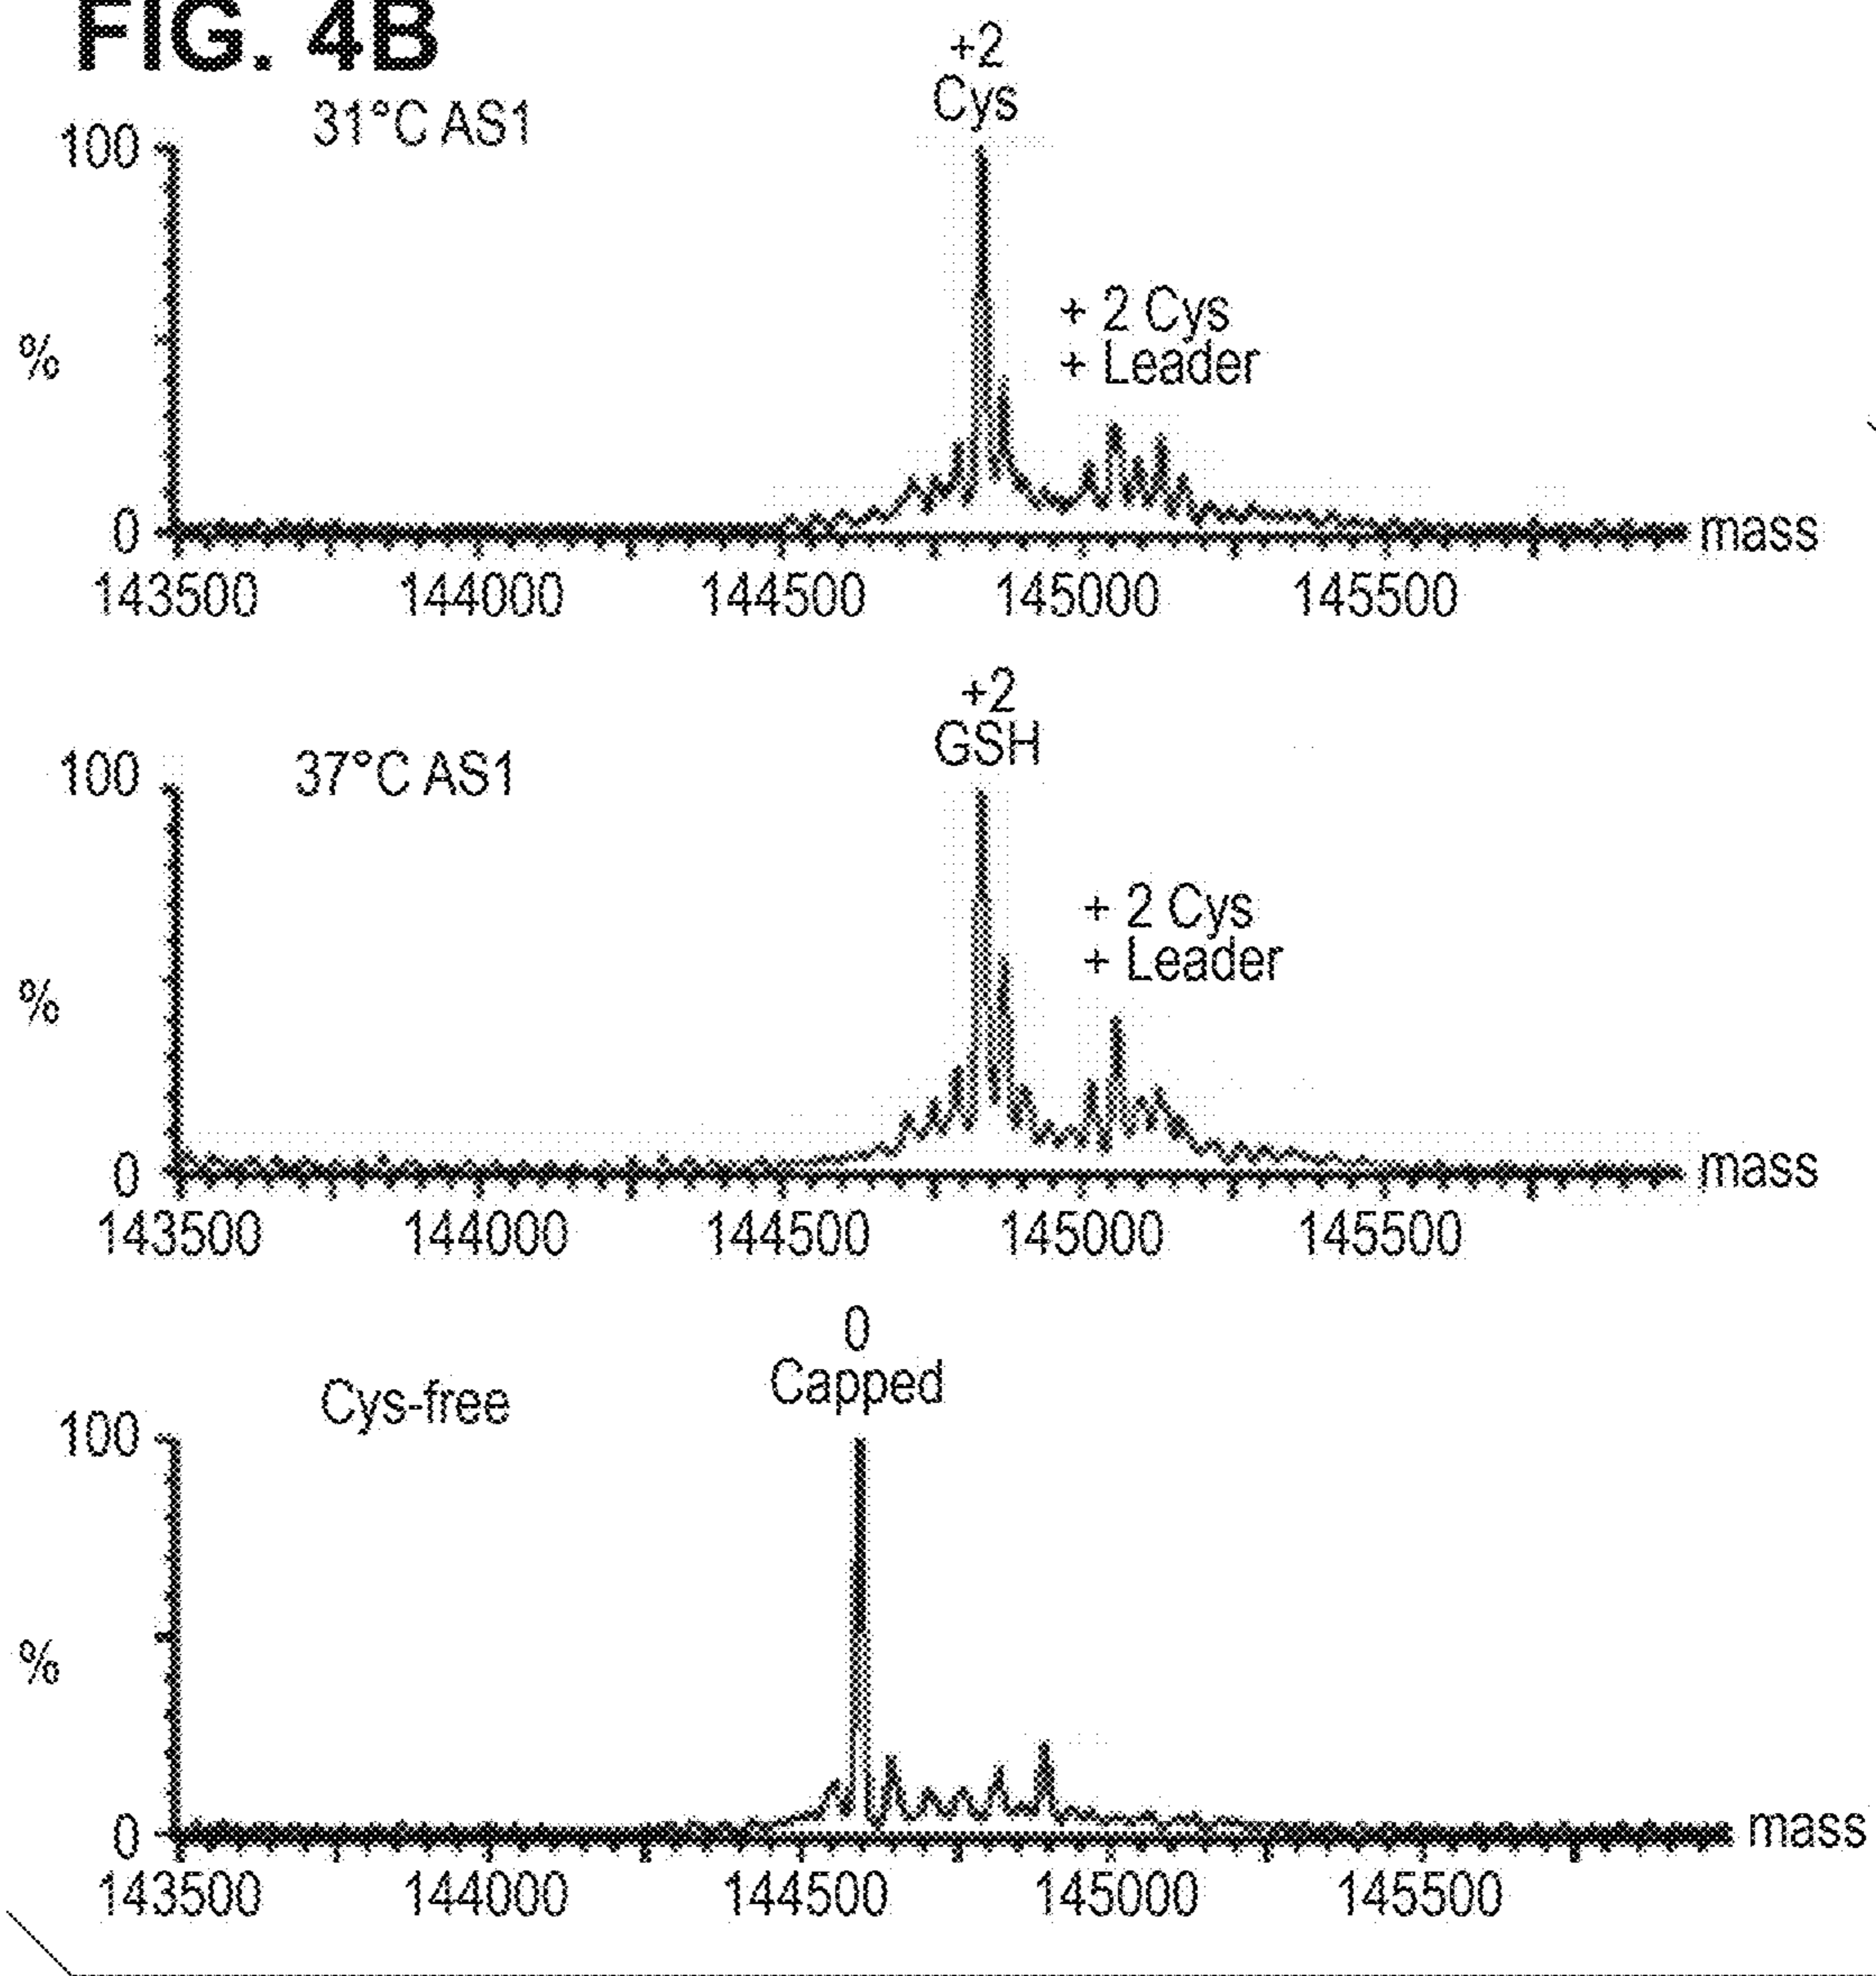 FIG. 4B
31°C AS1
+2
Cys
100
+ 2 Cys
+ Leader
%
0
mass
143500 144000 144500 145000 145500
+2
GSH
37°C AS1
100
+ 2 Cys
+ Leader
%
0
mass
143500 144000 144500 145000 145500
0
Capped
Cys-free
100
%
0
mass
143500 144000 144500 145000 145500